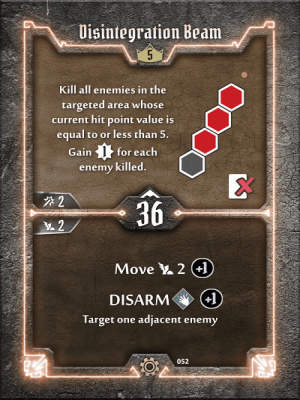 Disintegration Beam
5
Kill all enemies in the
targeted area whose
current hit point value is
equal to or less than 5.
Gain 1 for each
enemy killed.
2
36
2
Move 2 +1
DISARM +1
Target one adjacent enemy
052